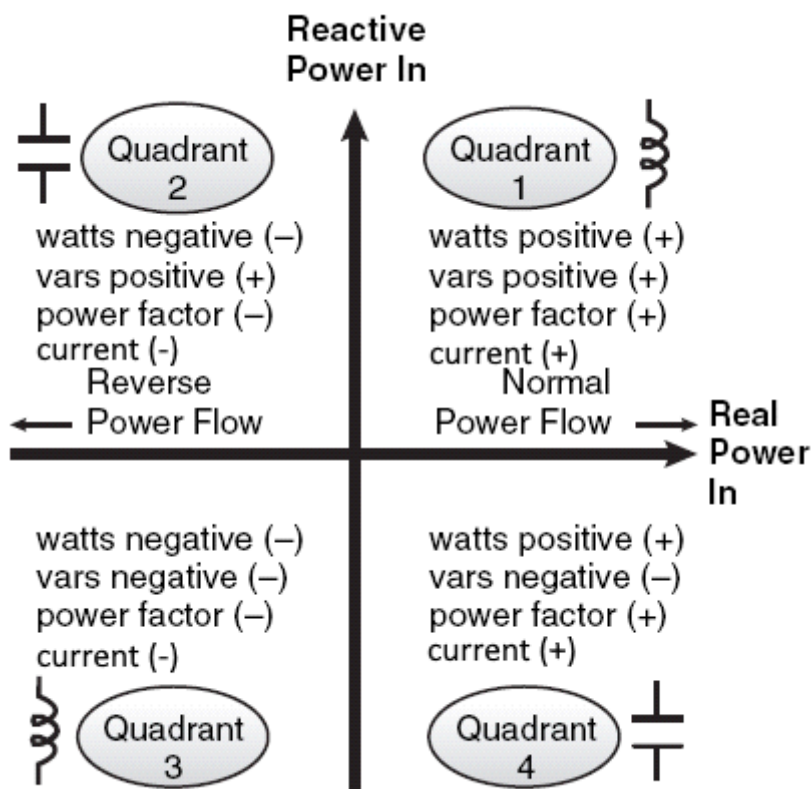 Reactive
Power In
Quadrant
2
watts negative (–)
vars positive (+)
power factor (–)
current (-)
Reverse
Power Flow
Quadrant
1
watts positive (+)
vars positive (+)
power factor (+)
current (+)
Normal
Power Flow
Real
Power
In
watts negative (–)
vars negative (–)
power factor (–)
current (-)
Quadrant
3
watts positive (+)
vars negative (–)
power factor (+)
current (+)
Quadrant
4